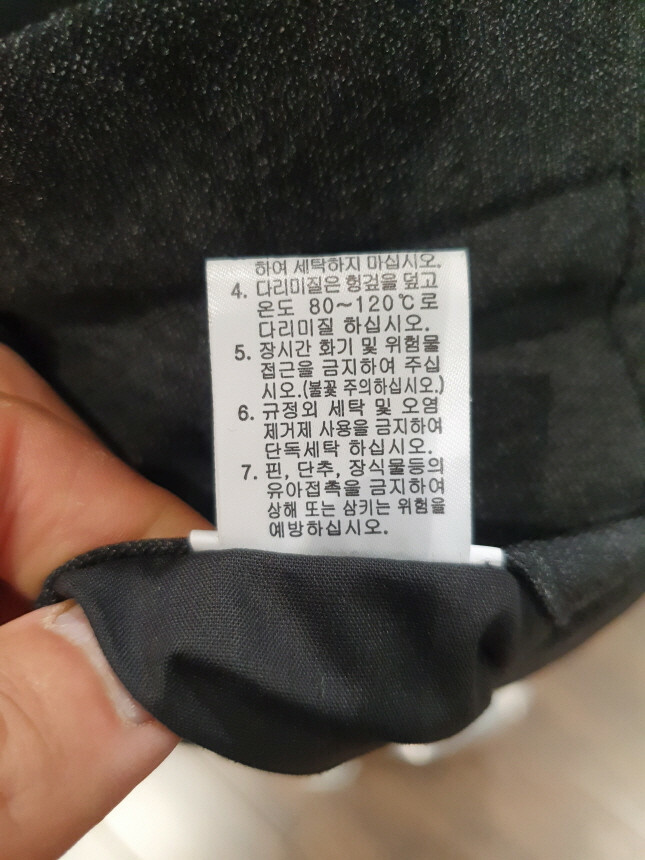 하여 세탁하지 마십시오.
4. 다리미질은 헝겊을 덮고
온도 80~120℃로
다리미질 하십시오.
5. 장시간 화기 및 위험물
접근을 금지하여 주십
시오.(불꽃 주의하십시오.)
6. 규정외 세탁 및 오염
제거제 사용을 금지하여
단독세탁 하십시오.
7. 핀, 단추, 장식물등의
유아접촉을 금지하여
상해 또는 삼키는 위험을
예방하십시오.